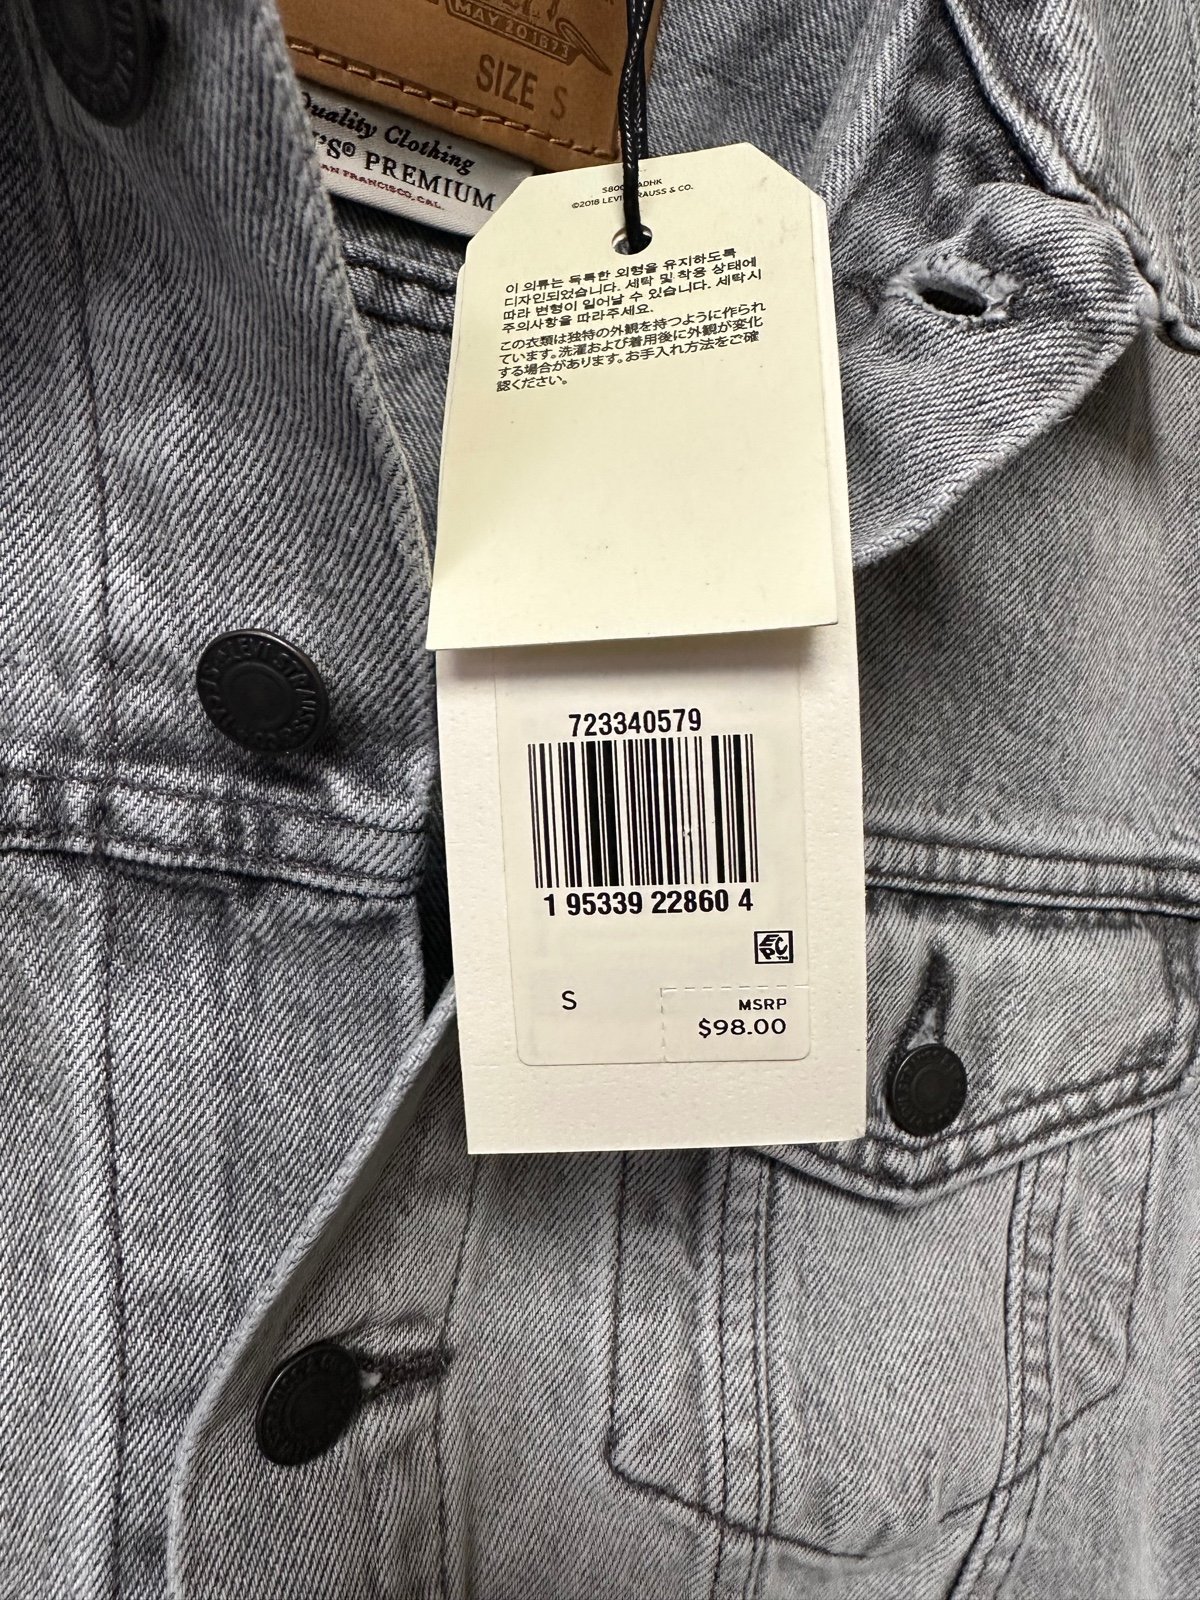 MAY 20 1873
SIZE S
Quality Clothing
'S® PREMIUM
AN FRANCISCO, CAL.
©2018 LEVI STRAUSS & CO.
이 의류는 독특한 외형을 유지하도록
디자인되었습니다. 세탁 및 착용 상태에
따라 변형이 일어날 수 있습니다. 세탁시
주의사항을 따라주세요.
この衣類は独特の外観を持つように作られ
ています。洗濯および着用後に外観が変化
する場合があります。お手入れ方法をご確
認ください。
723340579
1 95339 22860 4
EPC™
S
MSRP
$98.00